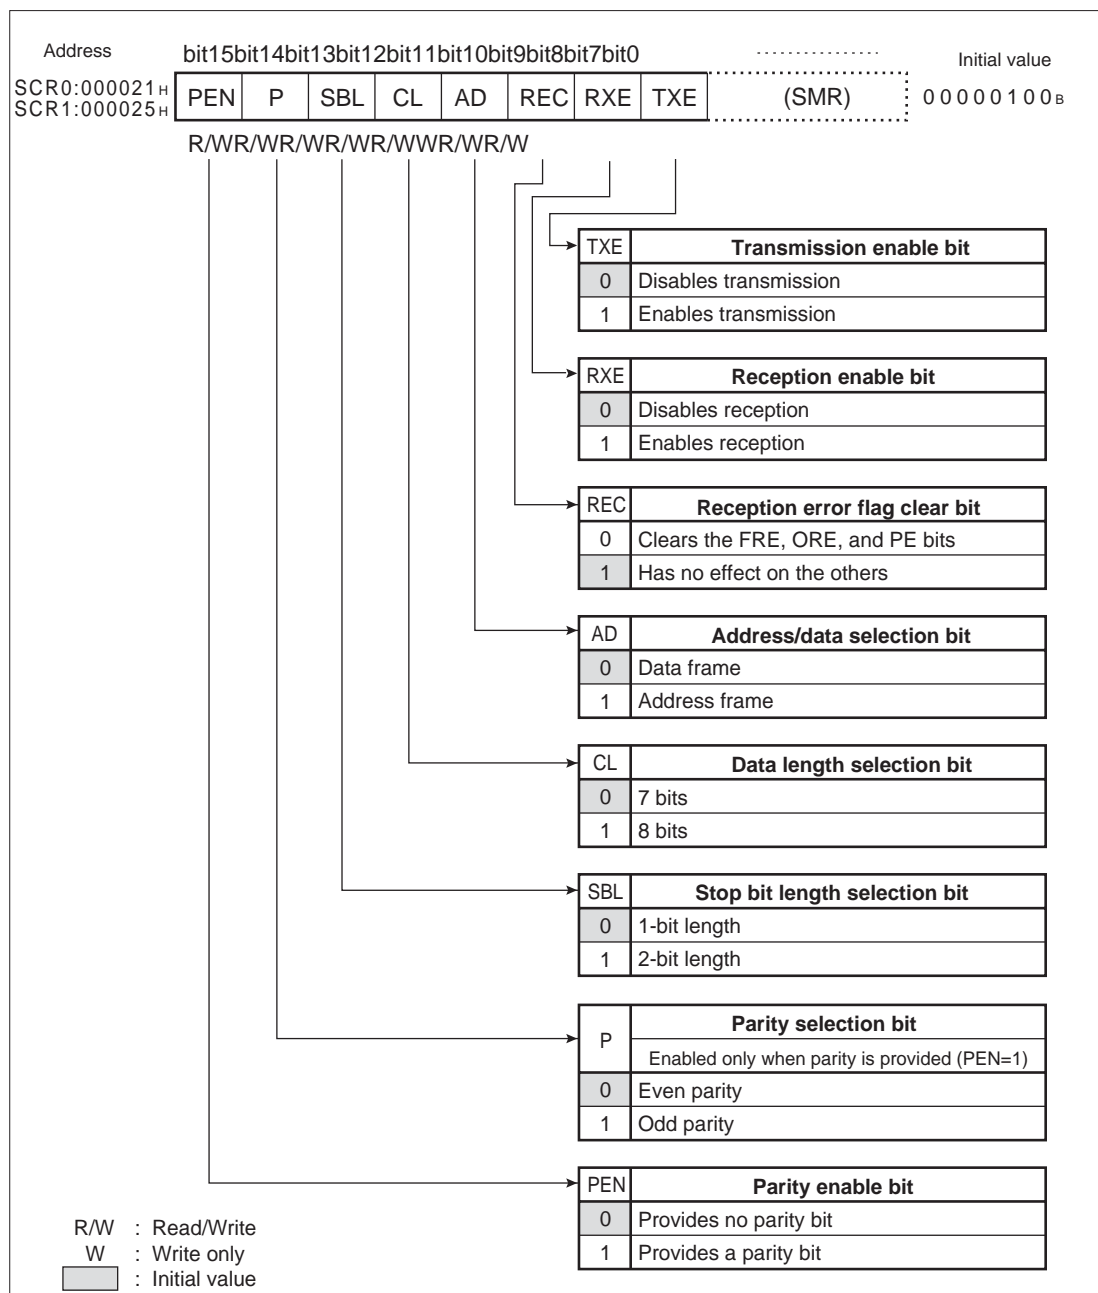 Address bit15bit14bit13bit12bit11bit10bit9bit8bit7bit0 ................ Initial value
SCR0:000021H
SCR1:000025H
PEN P SBL CL AD REC RXE TXE (SMR) 00000100B
R/WR/WR/WR/WR/WWR/WR/W
TXE Transmission enable bit
0 Disables transmission
1 Enables transmission
RXE Reception enable bit
0 Disables reception
1 Enables reception
REC Reception error flag clear bit
0 Clears the FRE, ORE, and PE bits
1 Has no effect on the others
AD Address/data selection bit
0 Data frame
1 Address frame
CL Data length selection bit
0 7 bits
1 8 bits
SBL Stop bit length selection bit
0 1-bit length
1 2-bit length
P Parity selection bit
Enabled only when parity is provided (PEN=1)
0 Even parity
1 Odd parity
PEN Parity enable bit
0 Provides no parity bit
1 Provides a parity bit
R/W : Read/Write
W : Write only
: Initial value